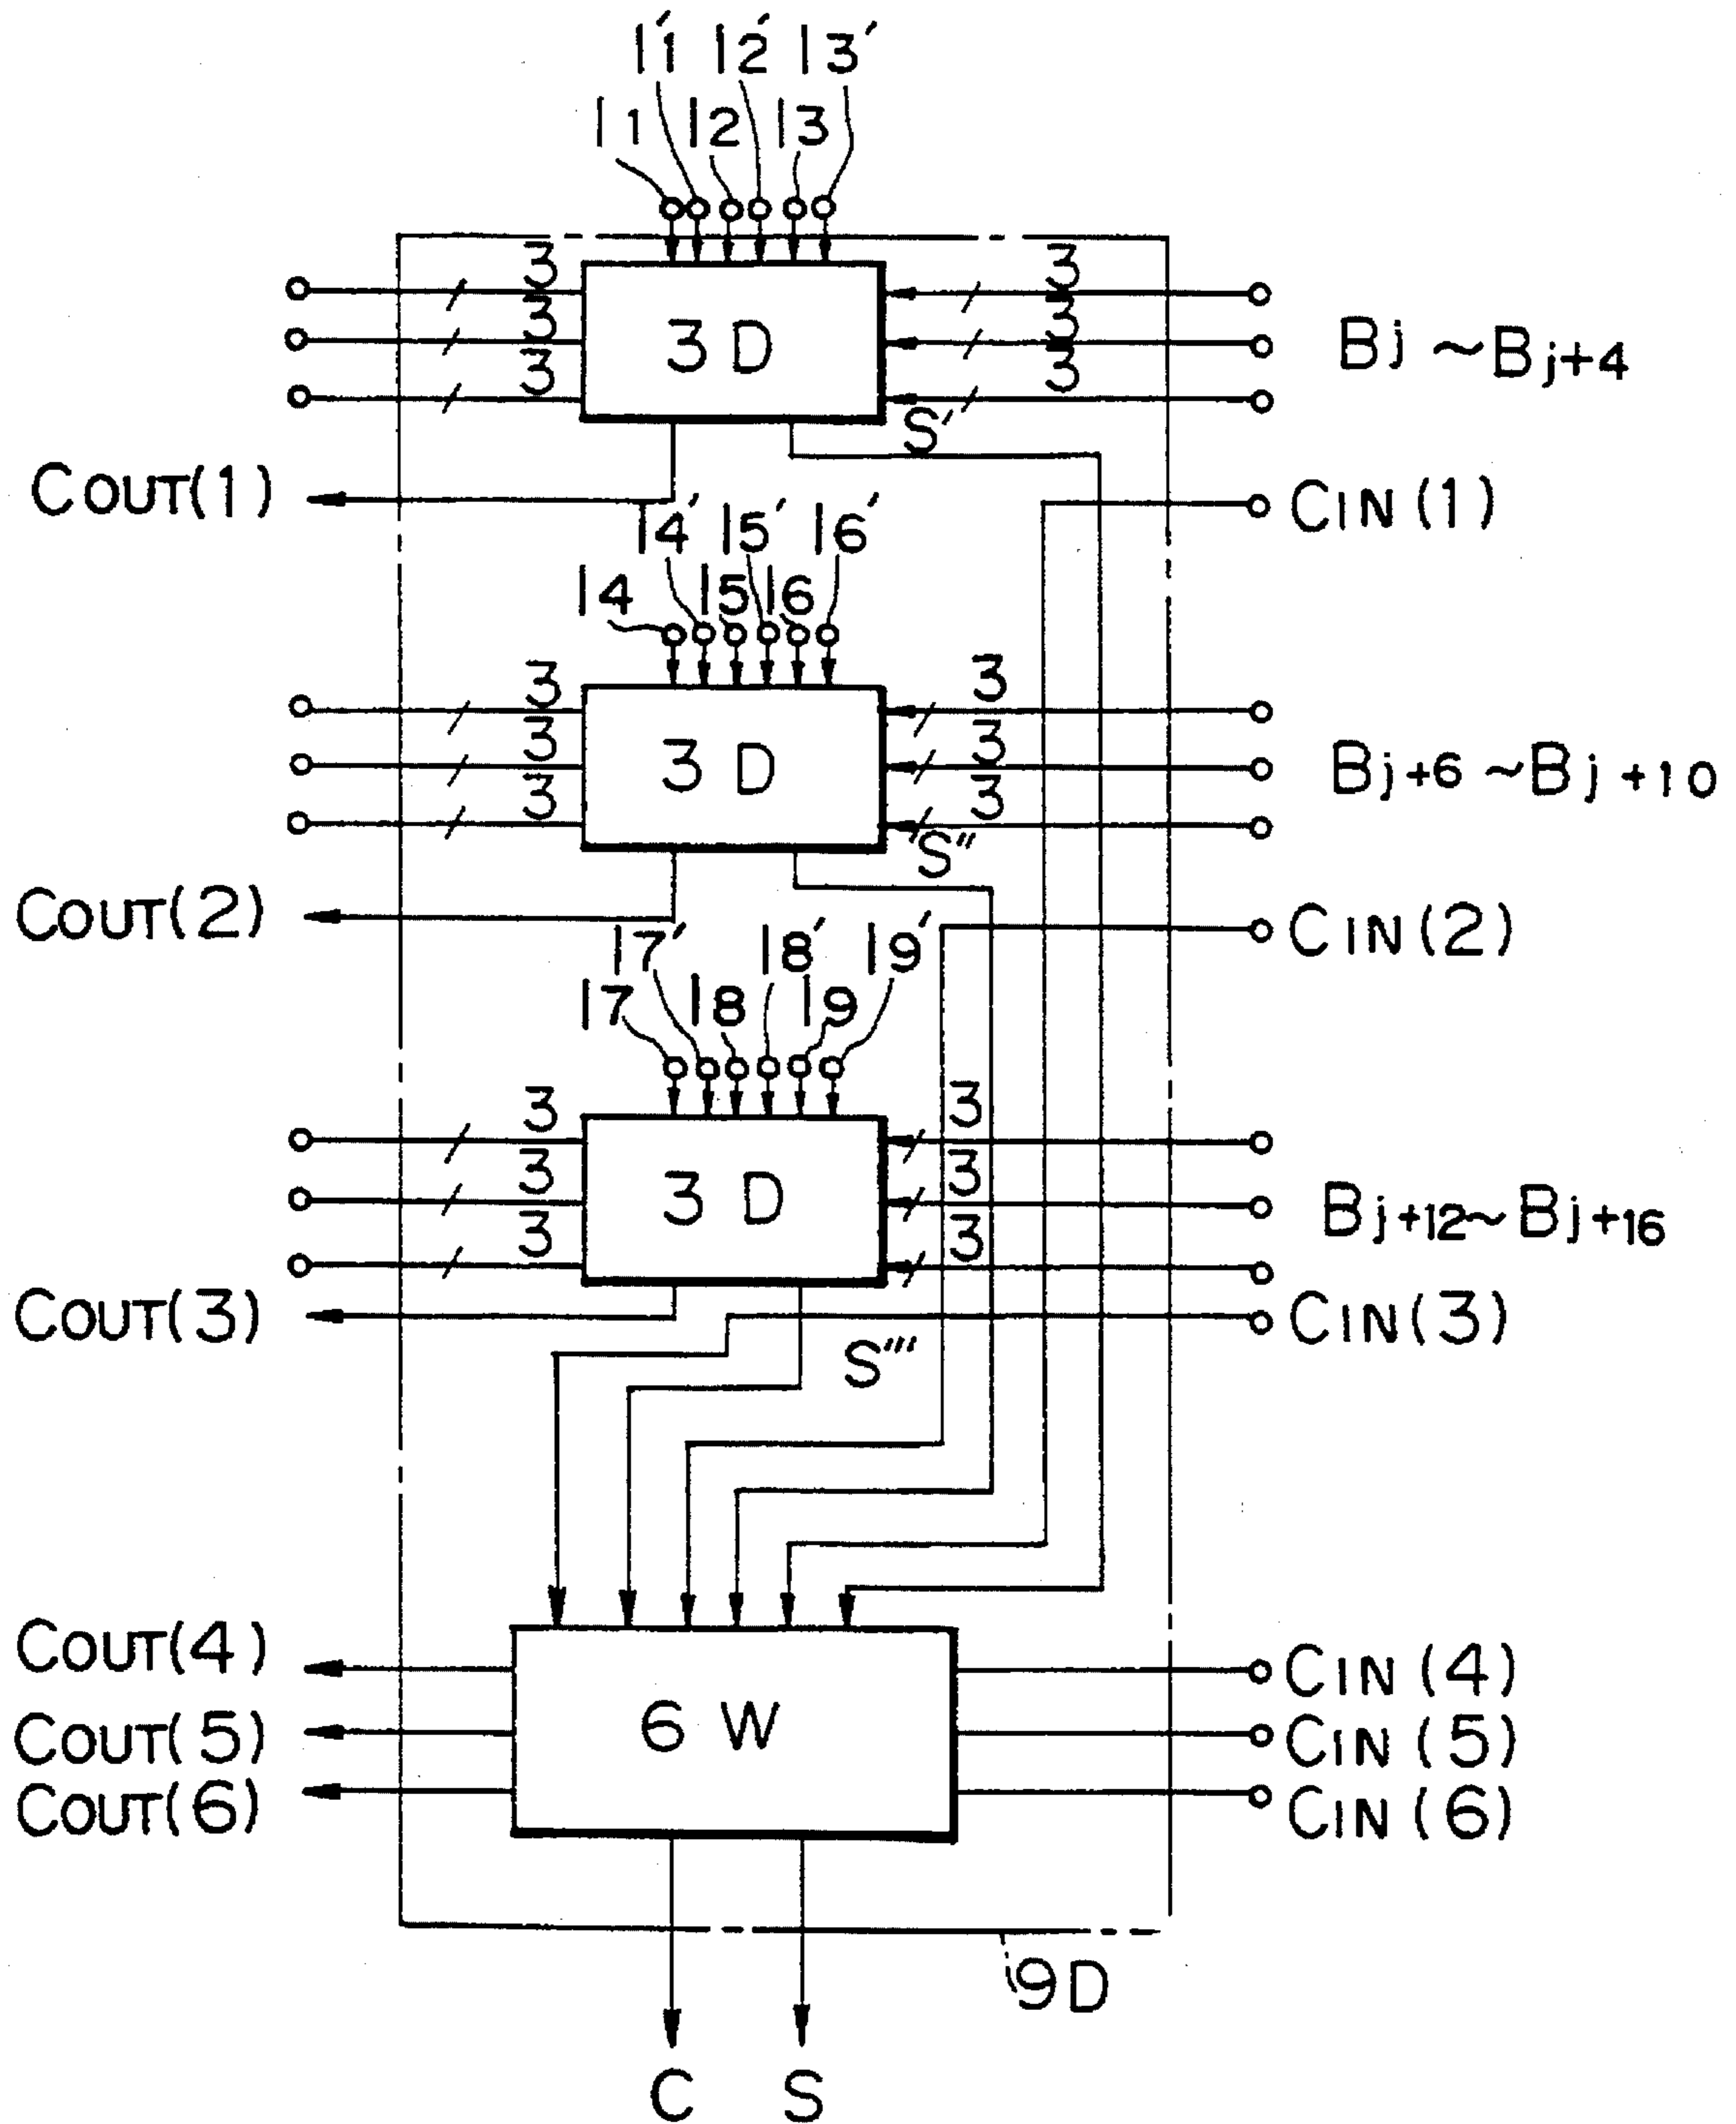 11' 12' 13'
11 12 13
3 3
3 3
3 3
3D
Bj ~ Bj+4
S'
COUT(1)
CIN(1)
14' 15' 16'
14 15 16
3 3
3 3
3 3
3D
Bj+6 ~ Bj+10
S''
COUT(2)
CIN(2)
17' 18' 19'
17 18 19
3 3
3 3
3 3
3D
Bj+12 ~ Bj+16
COUT(3)
CIN(3)
S'''
COUT(4)
CIN(4)
6W
COUT(5)
CIN(5)
COUT(6)
CIN(6)
9D
C S